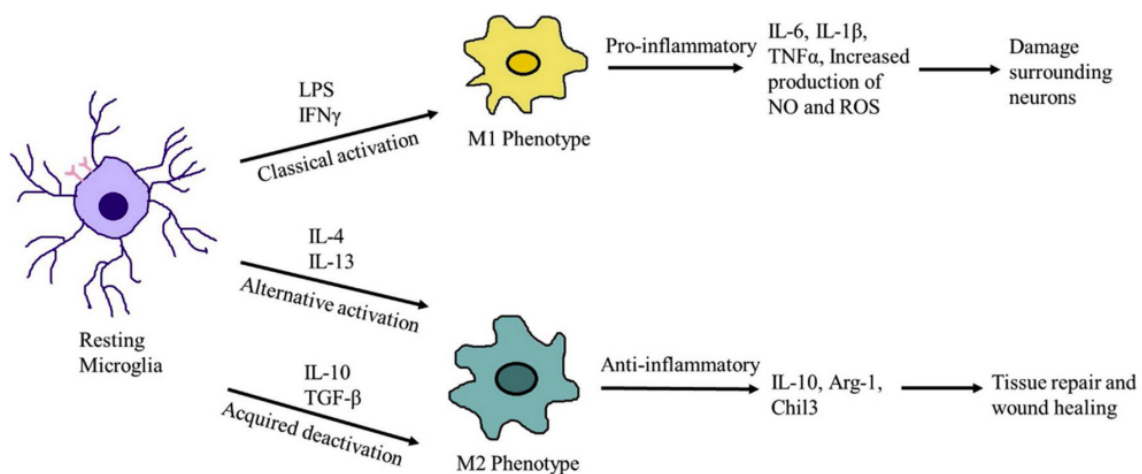 LPS
IFNγ
Classical activation
M1 Phenotype
Pro-inflammatory
IL-6, IL-1β,
TNFα, Increased
production of
NO and ROS
Damage
surrounding
neurons
Resting
Microglia
IL-4
IL-13
Alternative activation
IL-10
TGF-β
Acquired deactivation
M2 Phenotype
Anti-inflammatory
IL-10, Arg-1,
Chil3
Tissue repair and
wound healing